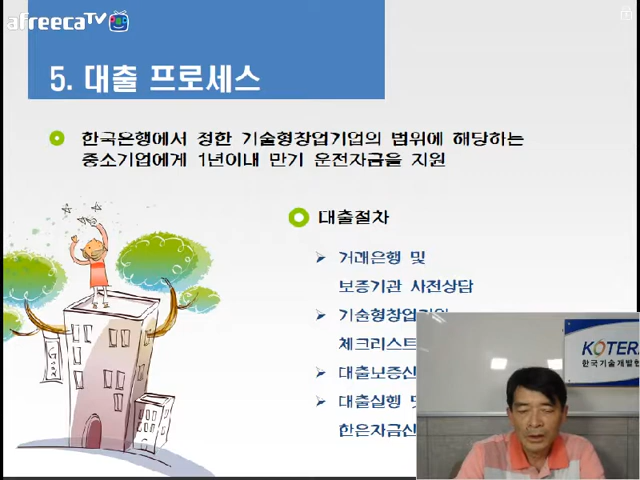 afreecaTV
5. 대출 프로세스
한국은행에서 정한 기술형창업기업의 범위에 해당하는
중소기업에게 1년이내 만기 운전자금을 지원
대출절차
거래은행 및
보증기관 사전상담
기술형창업기업
체크리스트
대출보증신
대출실행 및
한은자금신
KOTERA
한국기술개발협